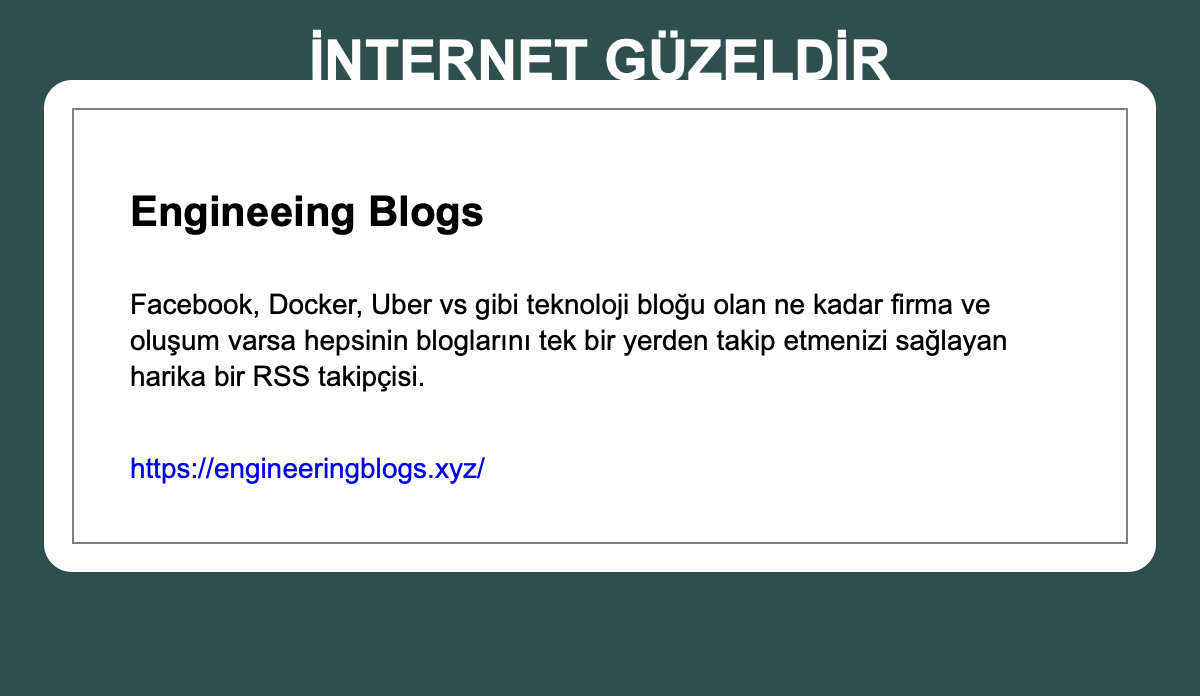 İNTERNET GÜZELDİR
Engineeing Blogs
Facebook, Docker, Uber vs gibi teknoloji bloğu olan ne kadar firma ve
oluşum varsa hepsinin bloglarını tek bir yerden takip etmenizi sağlayan
harika bir RSS takipçisi.
https://engineeringblogs.xyz/